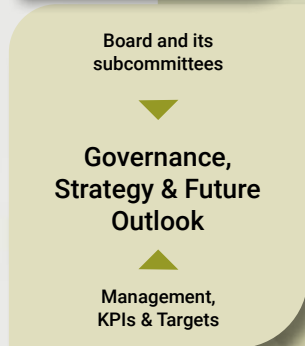 Board and its
subcommittees
Governance,
Strategy & Future
Outlook
Management,
KPIs & Targets